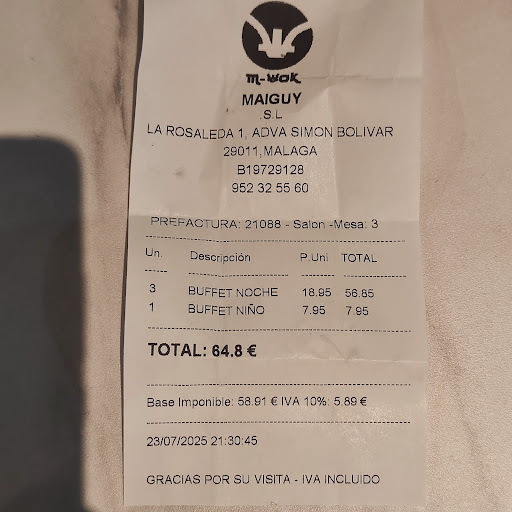 m-wok
MAIGUY
S.L
LA ROSALEDA 1, ADVA SIMON BOLIVAR
29011,MALAGA
B19729128
952 32 55 60
PREFACTURA: 21088 - Salon -Mesa: 3
Un. Descripción P.Uni TOTAL
3 BUFFET NOCHE 18.95 56.85
1 BUFFET NIÑO 7.95 7.95
TOTAL: 64.8 €
Base Imponible: 58.91 € IVA 10%: 5.89 €
23/07/2025 21:30:45
GRACIAS POR SU VISITA - IVA INCLUIDO